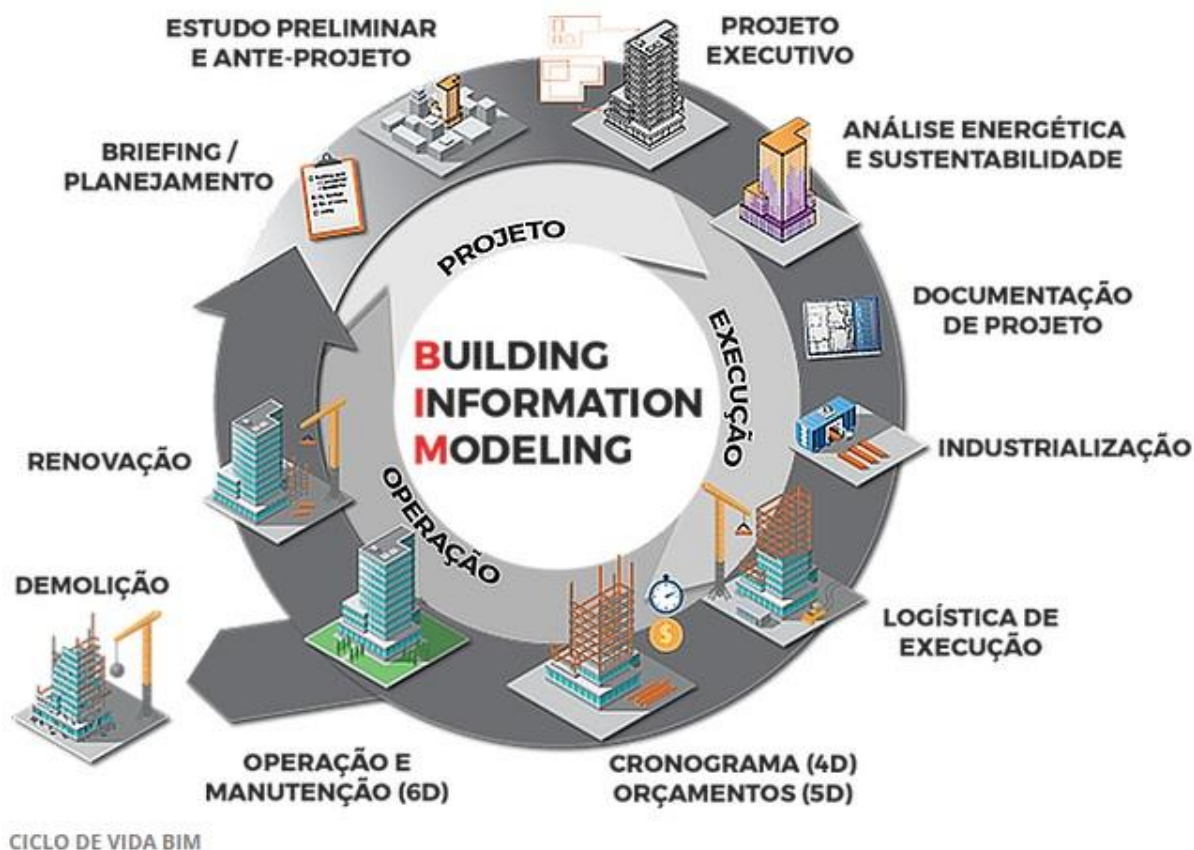 ESTUDO PRELIMINAR
E ANTE-PROJETO
PROJETO
EXECUTIVO
ANÁLISE ENERGÉTICA
E SUSTENTABILIDADE
BRIEFING /
PLANEJAMENTO
PROJETO
DOCUMENTAÇÃO
DE PROJETO
EXECUÇÃO
BUILDING
INFORMATION
MODELING
INDUSTRIALIZAÇÃO
RENOVAÇÃO
OPERAÇÃO
DEMOLIÇÃO
$
LOGÍSTICA DE
EXECUÇÃO
OPERAÇÃO E
MANUTENÇÃO (6D)
CRONOGRAMA (4D)
ORÇAMENTOS (5D)
CICLO DE VIDA BIM